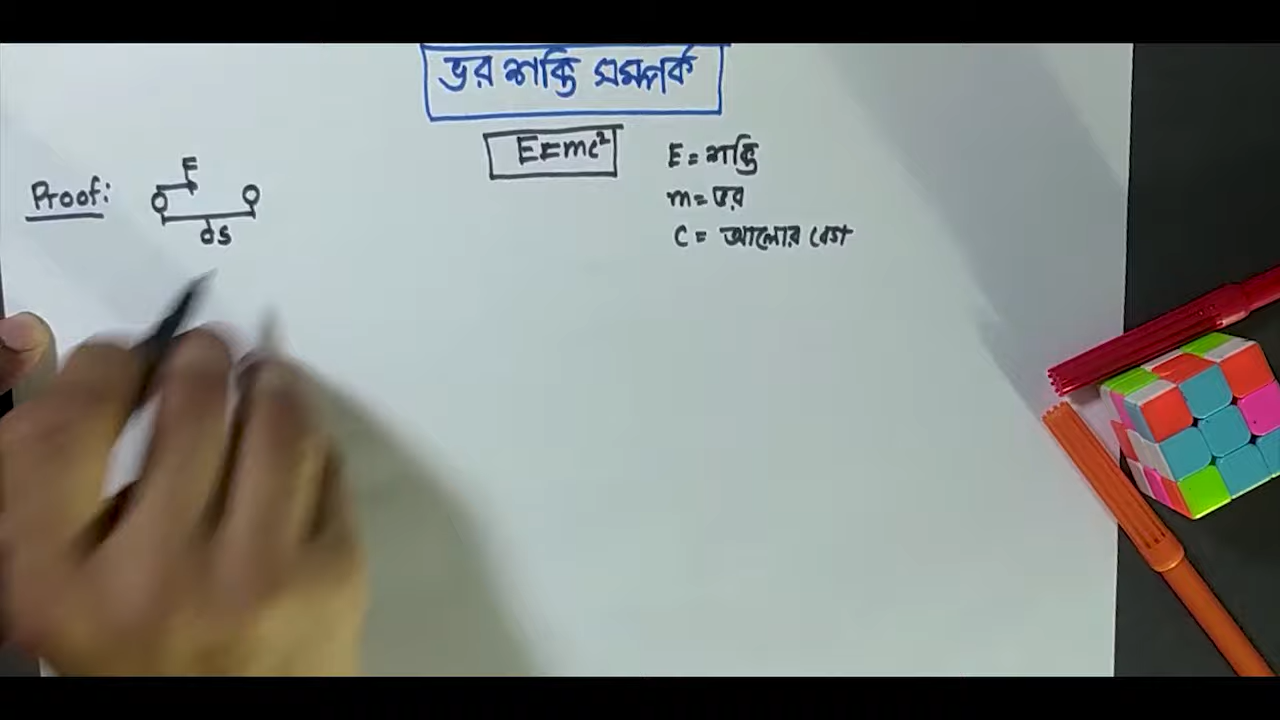 ভর শক্তি সম্পর্ক
E=mc²
E = শক্তি
m = ভর
c = আলোর বেগ
Proof:
F
ds